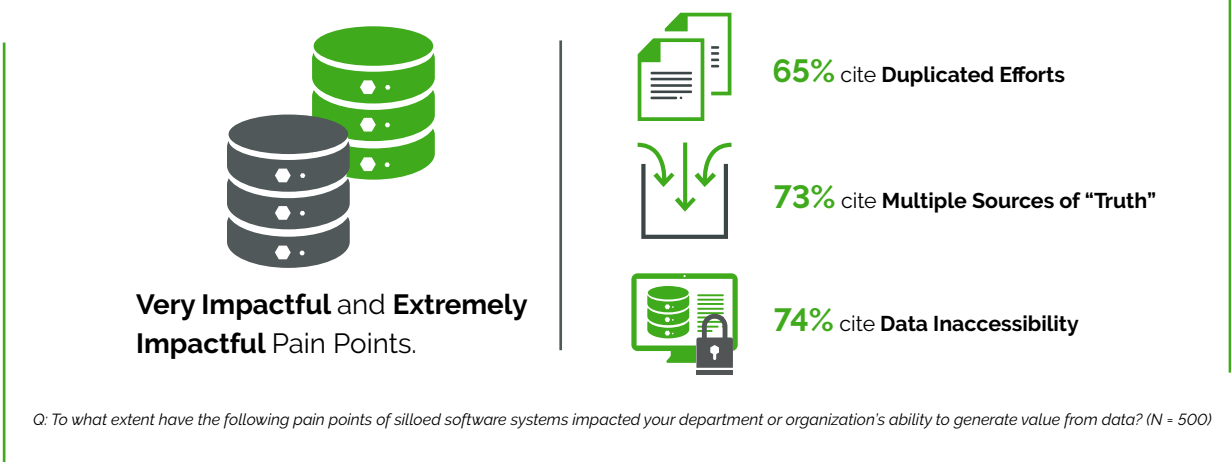 65% cite Duplicated Efforts
73% cite Multiple Sources of “Truth”
74% cite Data Inaccessibility
Very Impactful and Extremely
Impactful Pain Points.
Q: To what extent have the following pain points of silloed software systems impacted your department or organization’s ability to generate value from data? (N = 500)